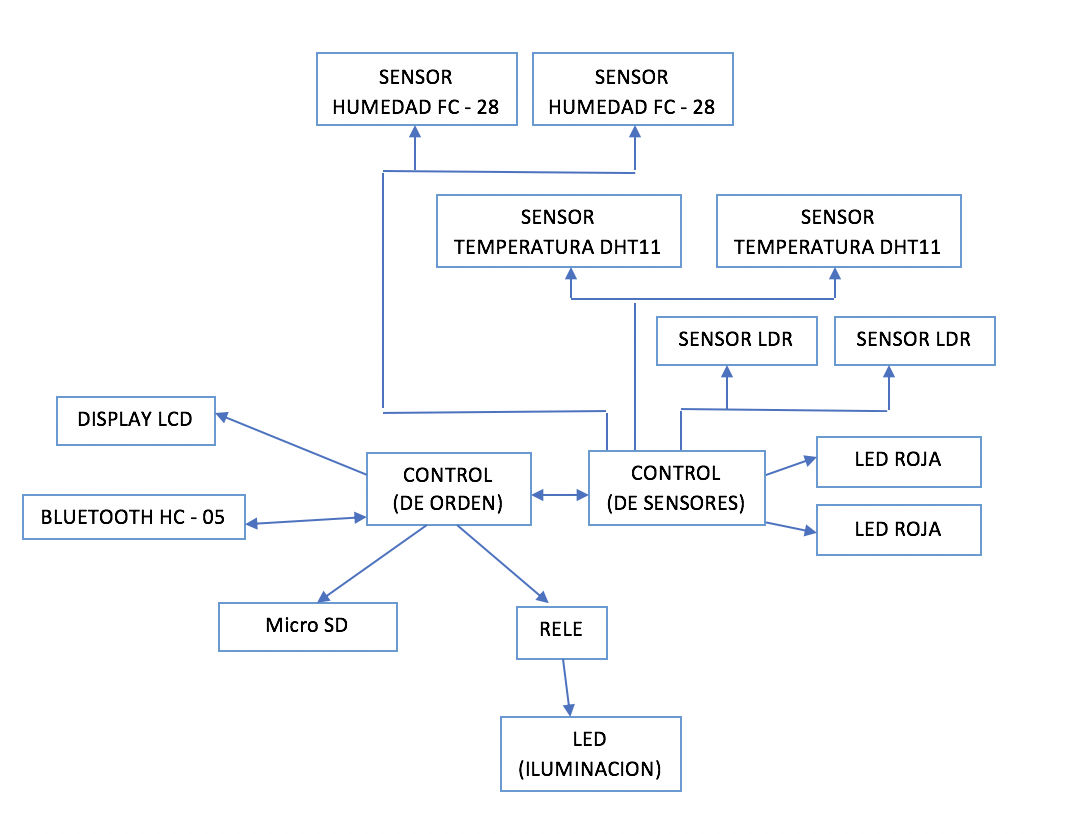 SENSOR
HUMEDAD FC - 28
SENSOR
HUMEDAD FC - 28
SENSOR
TEMPERATURA DHT11
SENSOR
TEMPERATURA DHT11
SENSOR LDR
SENSOR LDR
DISPLAY LCD
CONTROL
(DE ORDEN)
CONTROL
(DE SENSORES)
LED ROJA
BLUETOOTH HC - 05
LED ROJA
Micro SD
RELE
LED
(ILUMINACION)